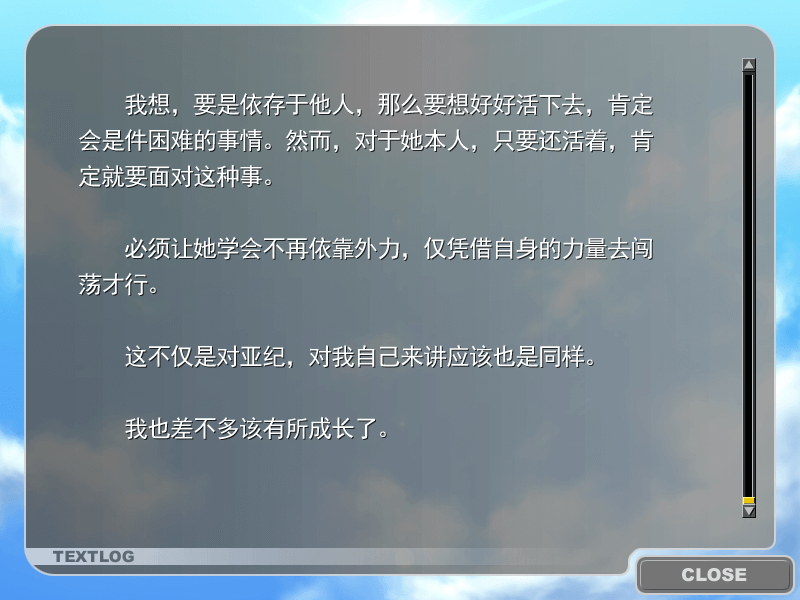 我想，要是依存于他人，那么要想好好活下去，肯定
会是件困难的事情。然而，对于她本人，只要还活着，肯
定就要面对这种事。
必须让她学会不再依靠外力，仅凭借自身的力量去闯
荡才行。
这不仅是对亚纪，对我自己来讲应该也是同样。
我也差不多该有所成长了。
TEXTLOG
CLOSE